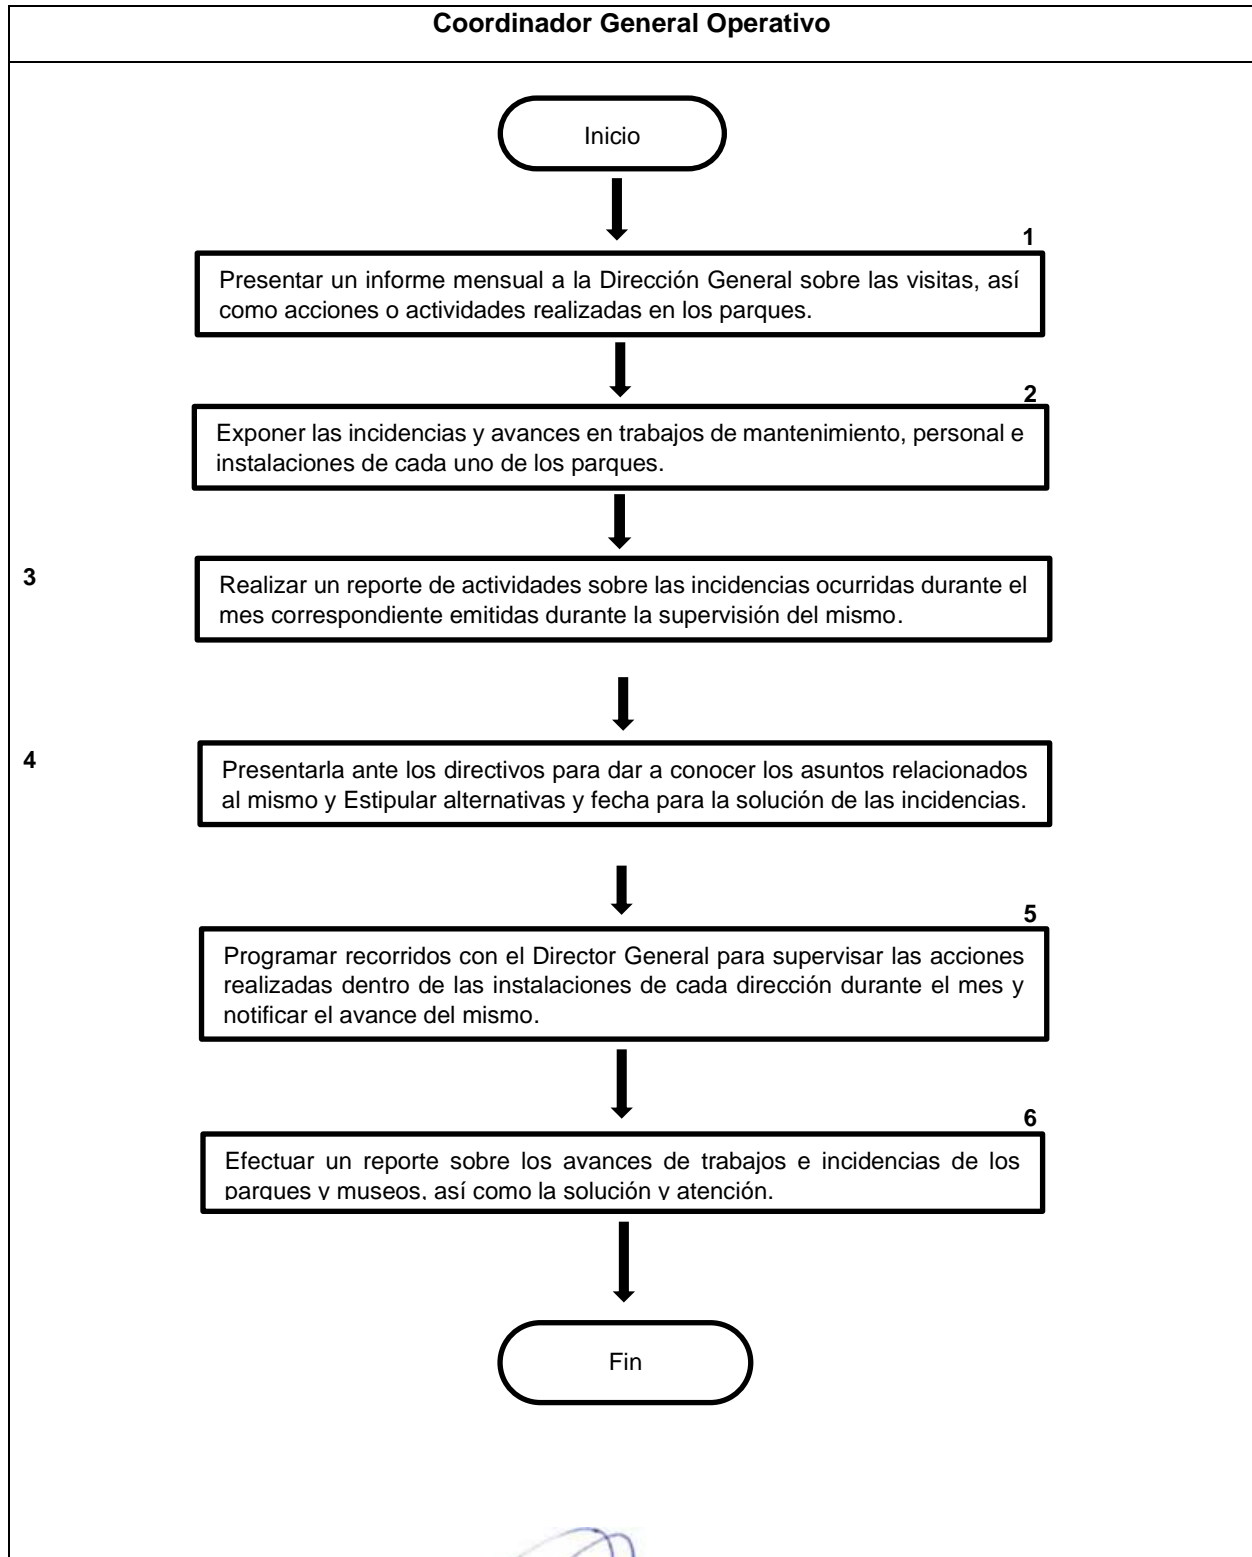 Coordinador General Operativo
Inicio
1
Presentar un informe mensual a la Dirección General sobre las visitas, así
como acciones o actividades realizadas en los parques.
2
Exponer las incidencias y avances en trabajos de mantenimiento, personal e
instalaciones de cada uno de los parques.
3
Realizar un reporte de actividades sobre las incidencias ocurridas durante el
mes correspondiente emitidas durante la supervisión del mismo.
4
Presentarla ante los directivos para dar a conocer los asuntos relacionados
al mismo y Estipular alternativas y fecha para la solución de las incidencias.
5
Programar recorridos con el Director General para supervisar las acciones
realizadas dentro de las instalaciones de cada dirección durante el mes y
notificar el avance del mismo.
6
Efectuar un reporte sobre los avances de trabajos e incidencias de los
parques y museos, así como la solución y atención.
Fin